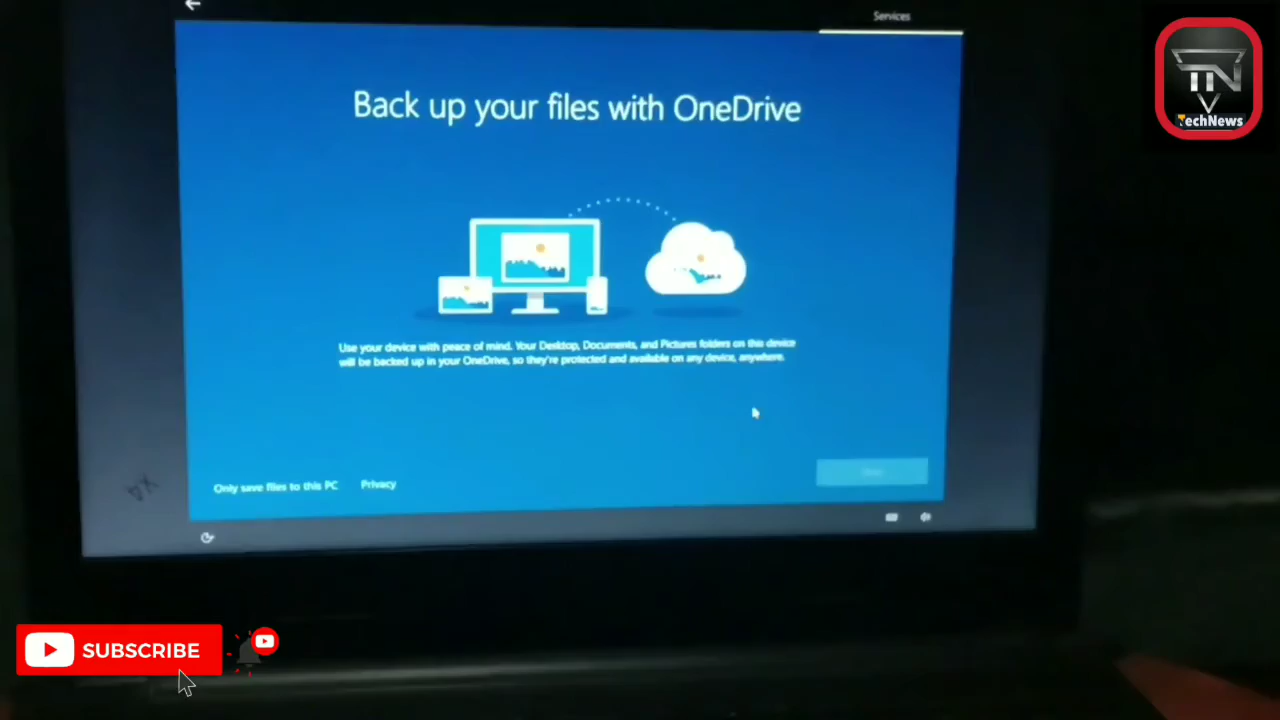 Services
Back up your files with OneDrive
Use your device with peace of mind. Your Desktop, Documents, and Pictures folders on this device
will be backed up in your OneDrive, so they're protected and available on any device, anywhere.
Only save files to this PC
Privacy
TechNews
SUBSCRIBE